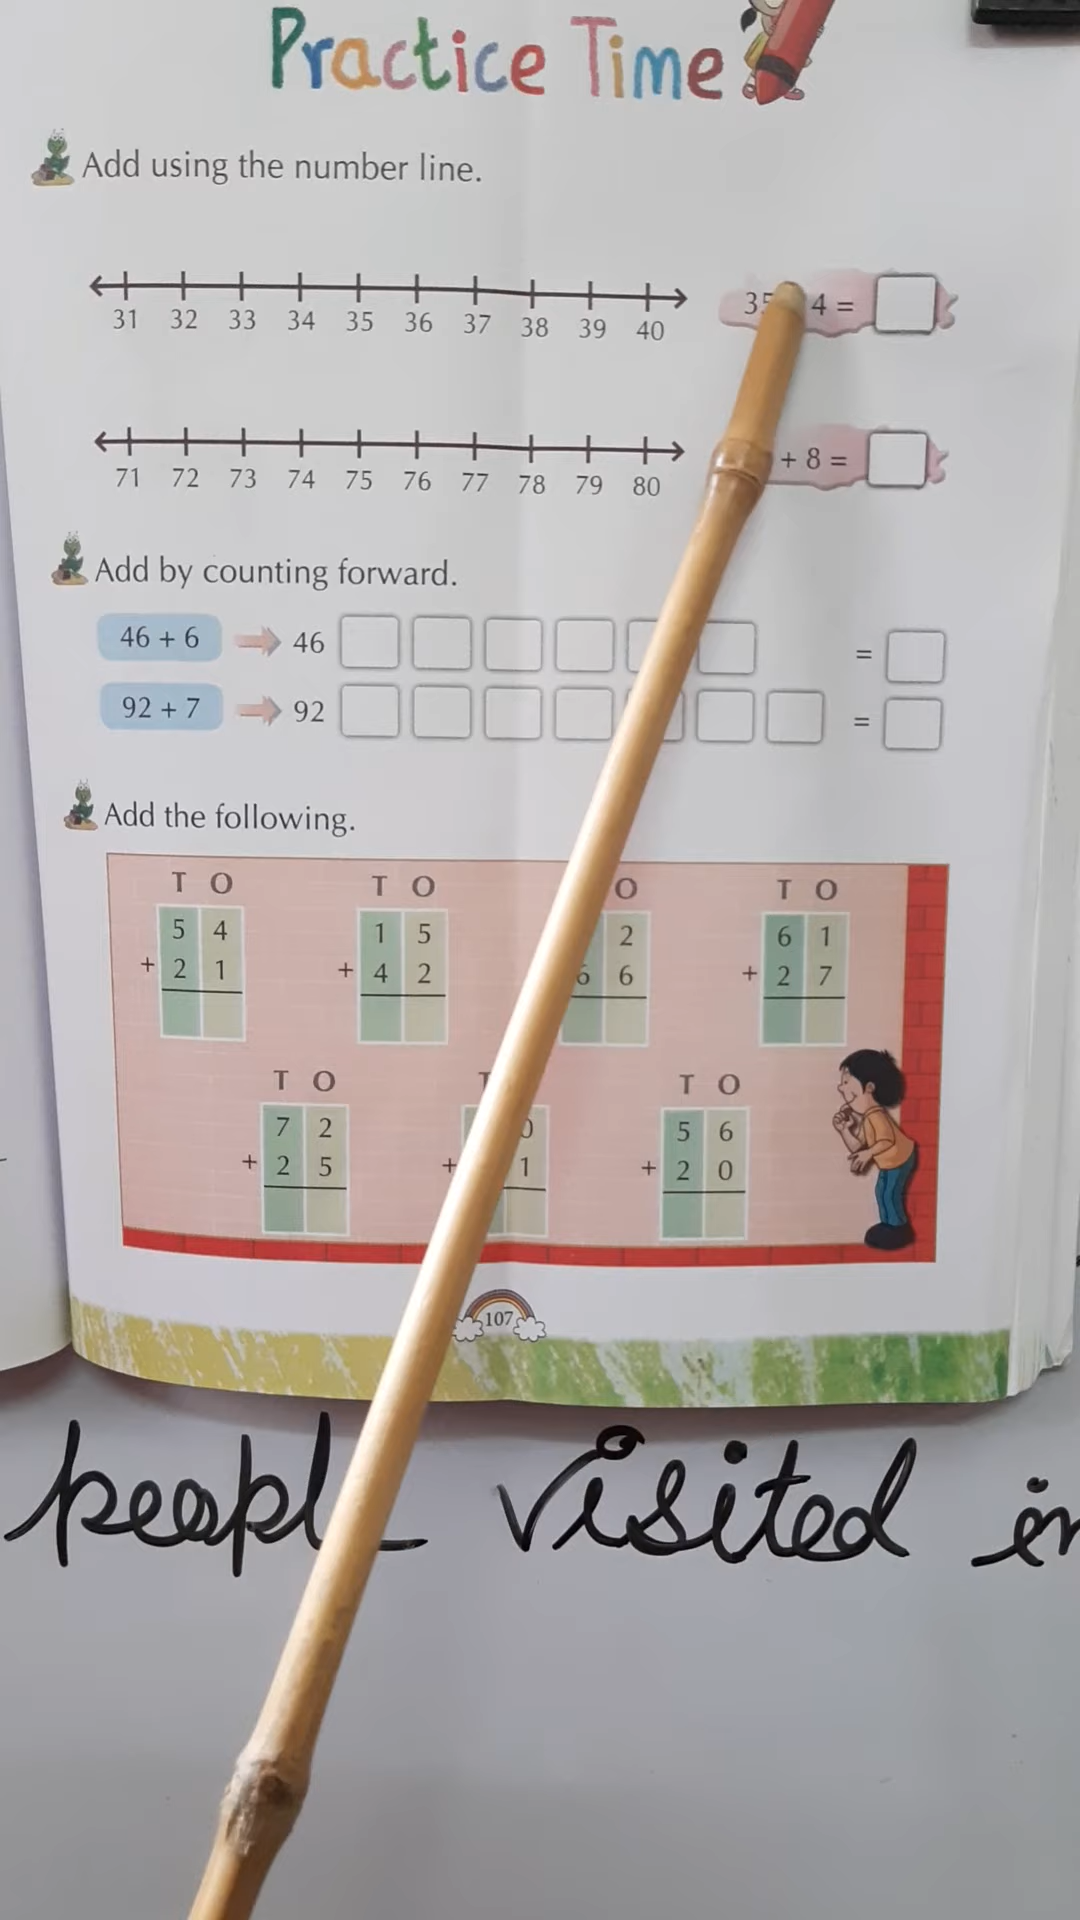 Practice Time
Add using the number line.
31 32 33 34 35 36 37 38 39 40
4 =
71 72 73 74 75 76 77 78 79 80
+ 8 =
Add by counting forward.
46 + 6 46 =
92 + 7 92 =
Add the following.
T O T O O T O
5 4 1 5 2 6 1
+ 2 1 + 4 2 6 6 + 2 7
T O T T O
7 2 0 5 6
+ 2 5 + 1 + 2 0
107
visited